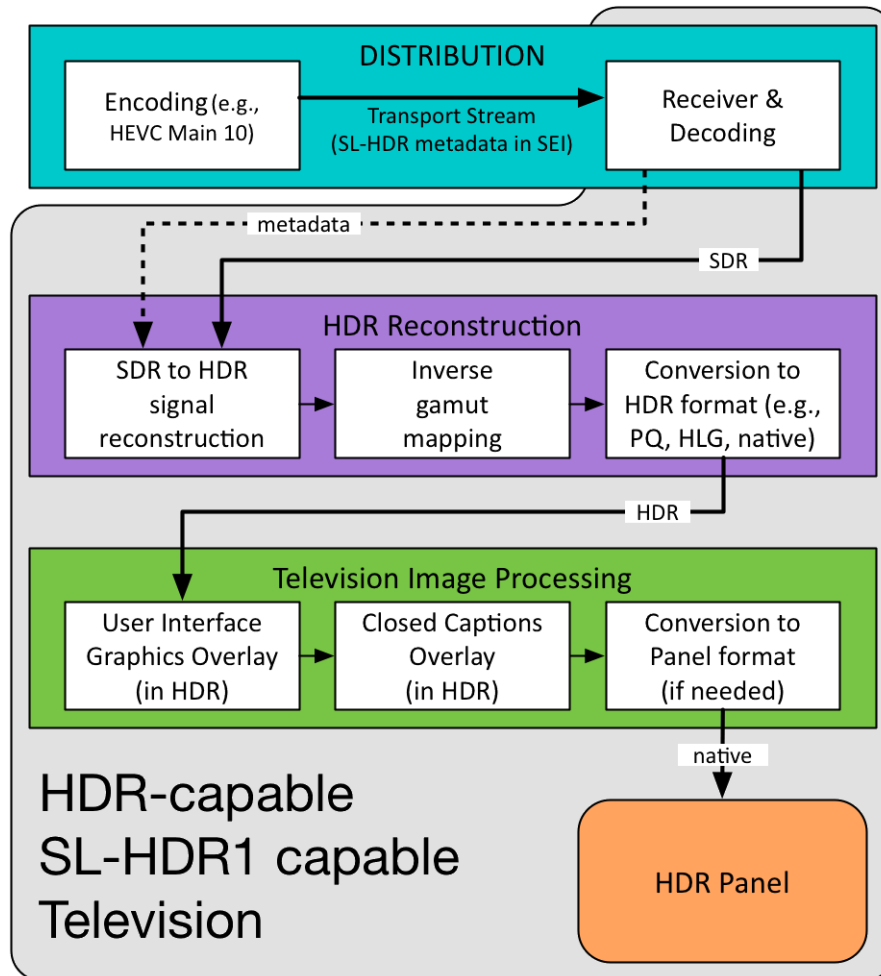 DISTRIBUTION
Encoding (e.g.,
HEVC Main 10)
Transport Stream
(SL-HDR metadata in SEI)
Receiver &
Decoding
metadata
SDR
HDR Reconstruction
SDR to HDR
signal
reconstruction
Inverse
gamut
mapping
Conversion to
HDR format (e.g.,
PQ, HLG, native)
HDR
Television Image Processing
User Interface
Graphics Overlay
(in HDR)
Closed Captions
Overlay
(in HDR)
Conversion to
Panel format
(if needed)
native
HDR-capable
SL-HDR1 capable
Television
HDR Panel